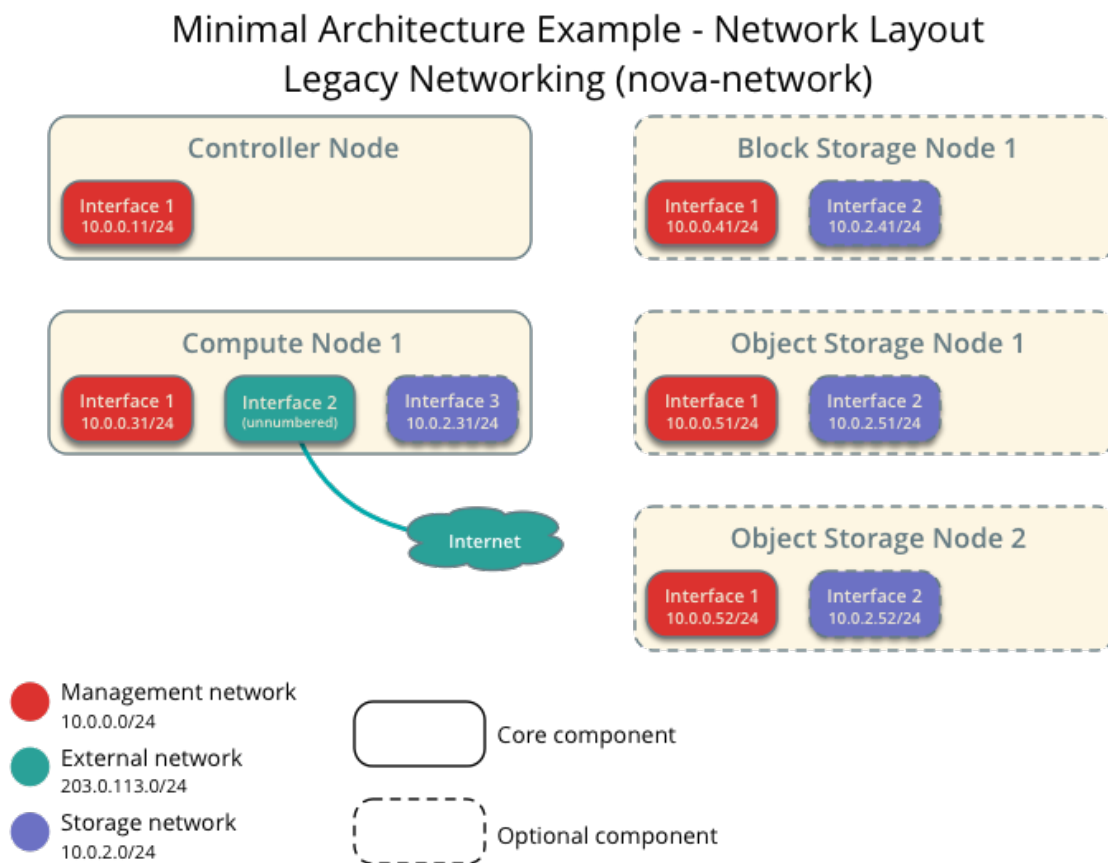 Minimal Architecture Example - Network Layout
Legacy Networking (nova-network)
Controller Node
Interface 1
10.0.0.11/24
Block Storage Node 1
Interface 1
10.0.0.41/24
Interface 2
10.0.2.41/24
Compute Node 1
Interface 1
10.0.0.31/24
Interface 2
(unnumbered)
Interface 3
10.0.2.31/24
Internet
Object Storage Node 1
Interface 1
10.0.0.51/24
Interface 2
10.0.2.51/24
Object Storage Node 2
Interface 1
10.0.0.52/24
Interface 2
10.0.2.52/24
Management network
10.0.0.0/24
External network
203.0.113.0/24
Storage network
10.0.2.0/24
Core component
Optional component